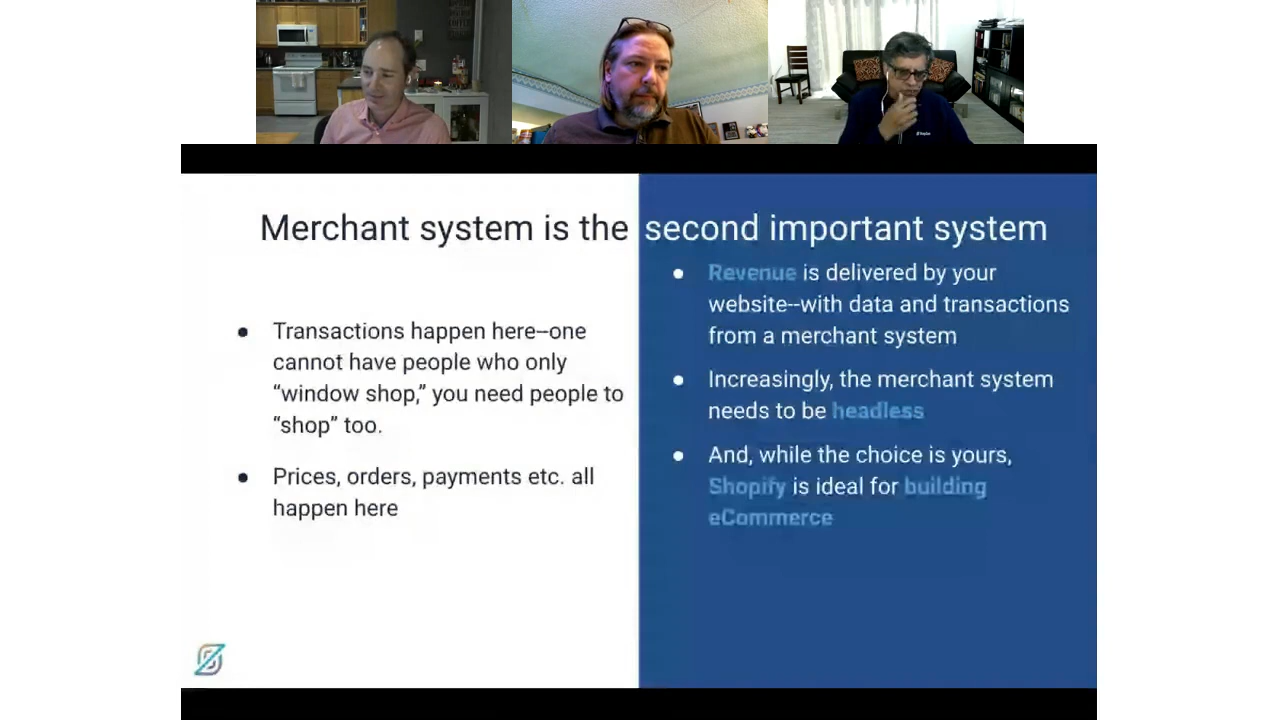 Merchant system is the second important system
Transactions happen here--one
cannot have people who only
“window shop,” you need people to
“shop” too.
Prices, orders, payments etc. all
happen here
Revenue is delivered by your
website--with data and transactions
from a merchant system
Increasingly, the merchant system
needs to be headless
And, while the choice is yours,
Shopify is ideal for building
eCommerce